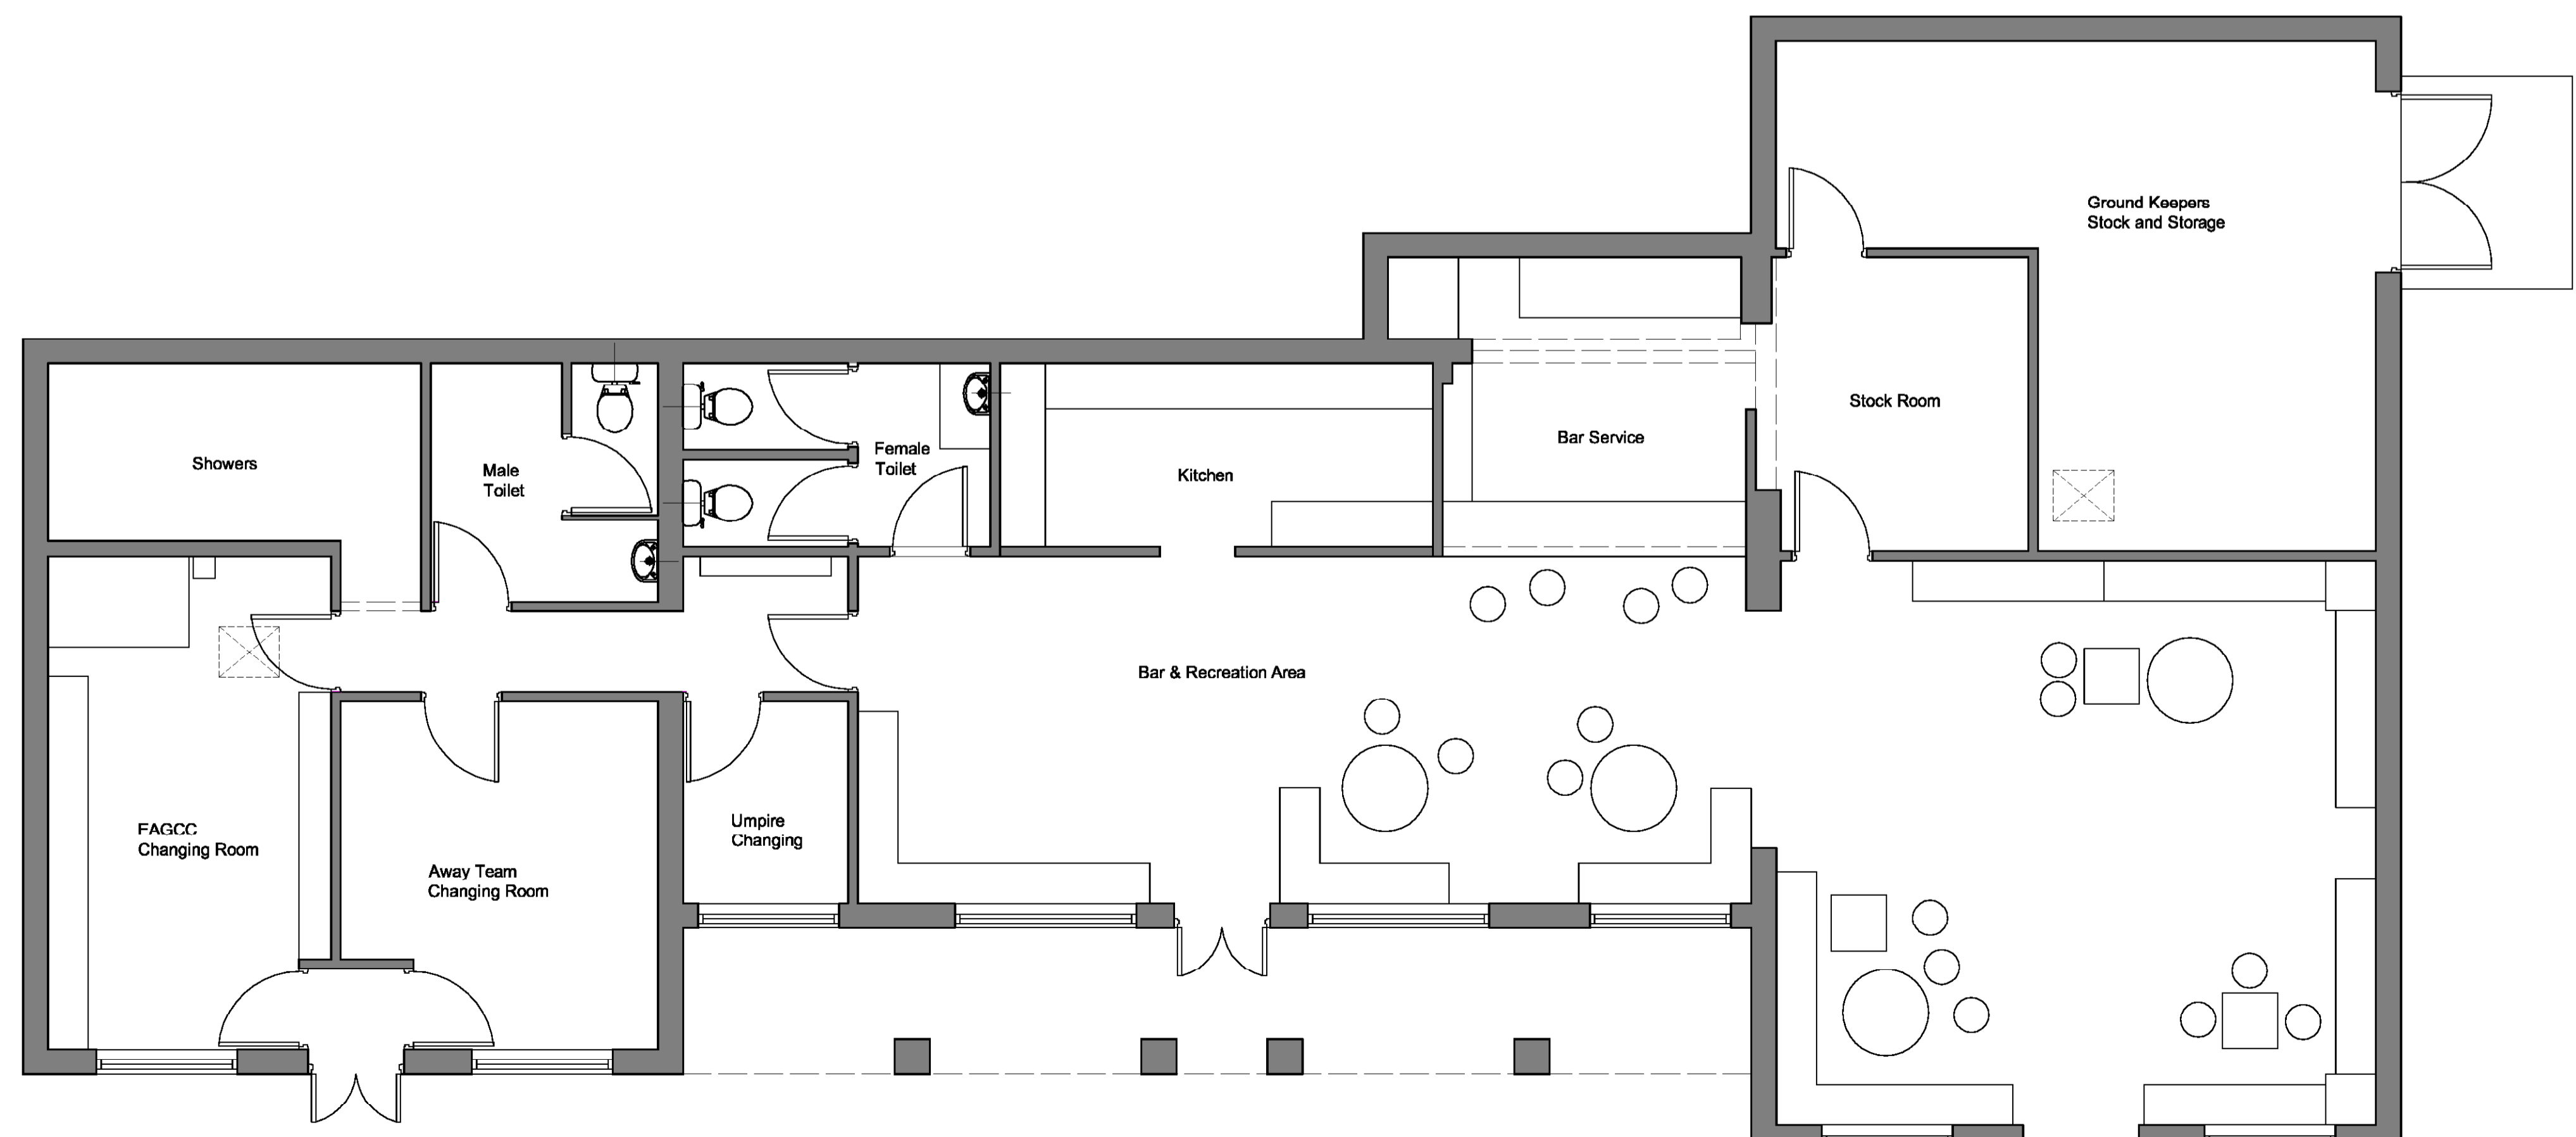 Ground Keepers
Stock and Storage
Stock Room
Bar Service
Kitchen
Female
Toilet
Male
Toilet
Showers
Bar & Recreation Area
Umpire
Changing
FAGCC
Changing Room
Away Team
Changing Room